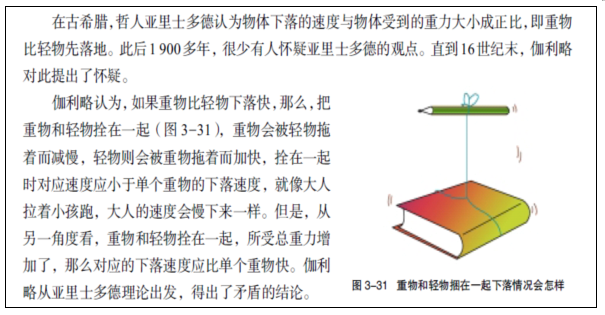 在古希腊，哲人亚里士多德认为物体下落的速度与物体受到的重力大小成正比，即重物
比轻物先落地。此后1 900多年，很少有人怀疑亚里士多德的观点。直到16世纪末，伽利略
对此提出了怀疑。
伽利略认为，如果重物比轻物下落快，那么，把
重物和轻物拴在一起（图3-31），重物会被轻物拖
着而减慢，轻物则会被重物拖着而加快，拴在一起
时对应速度应小于单个重物的下落速度，就像大人
拉着小孩跑，大人的速度会慢下来一样。但是，从
另一角度看，重物和轻物拴在一起，所受总重力增
加了，那么对应的下落速度应比单个重物快。伽利
略从亚里士多德理论出发，得出了矛盾的结论。
图 3-31 重物和轻物捆在一起下落情况会怎样